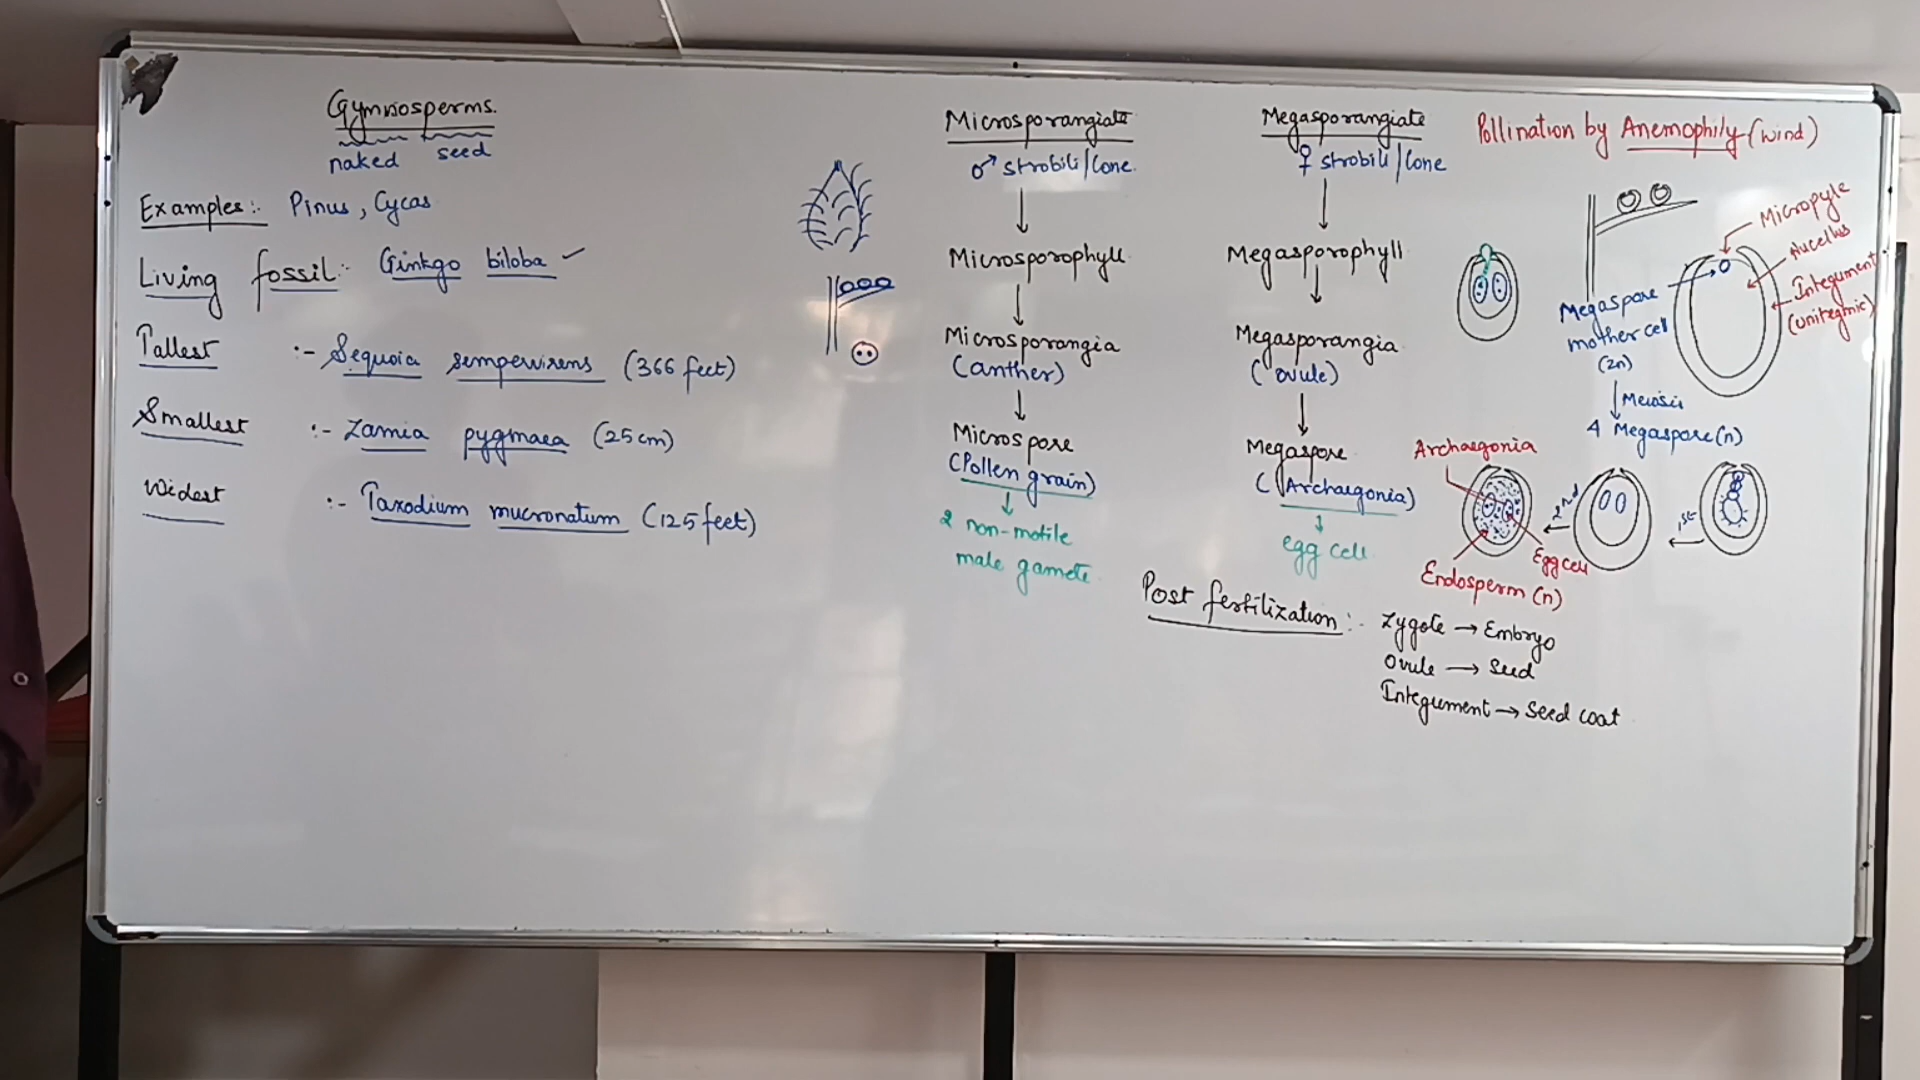 Gymnosperms.
naked seed
Examples:- Pinus, Cycas
Living fossil:- Ginkgo biloba ✓
Tallest :- Sequoia sempervirens (366 feet)
Smallest :- Zamia pygmaea (25cm)
Widest :- Taxodium mucronatum (125 feet)
Microsporangiate
♂ strobili/Cone.
↓
Microsporophyll
↓
Microsporangia
(anther)
↓
Microspore
(Pollen grain)
↓
2 non-motile
male gamete
Megasporangiate
♀ strobili/Cone
↓
Megasporophyll
↓
Megasporangia
(ovule)
↓
Megaspore
(Archaegonia)
↓
egg cell
Pollination by Anemophily (wind)
Micropyle
Nucellus
Integument
(Unitegmic)
Megaspore
mother cell
(2n)
↓ Meiosis
4 Megaspore (n)
1st
2nd
Archaegonia
Egg cell
Endosperm (n)
Post fertilization:- Zygote → Embryo
Ovule → Seed
Integument → Seed coat